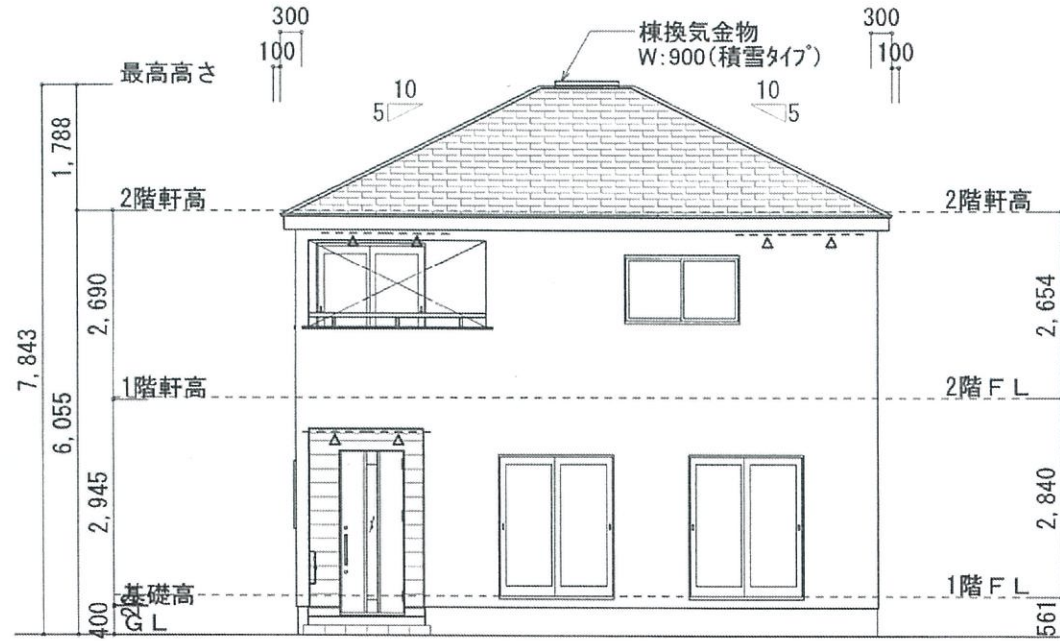 300
100
棟換気金物
W:900(積雪ﾀｲﾌﾟ)
300
100
最高高さ
10
5
10
5
1,788
2階軒高
2階軒高
2,690
2,654
7,843
6,055
1階軒高
2階ＦＬ
2,945
2,840
基礎高
1階ＦＬ
400
ＧＬ
561